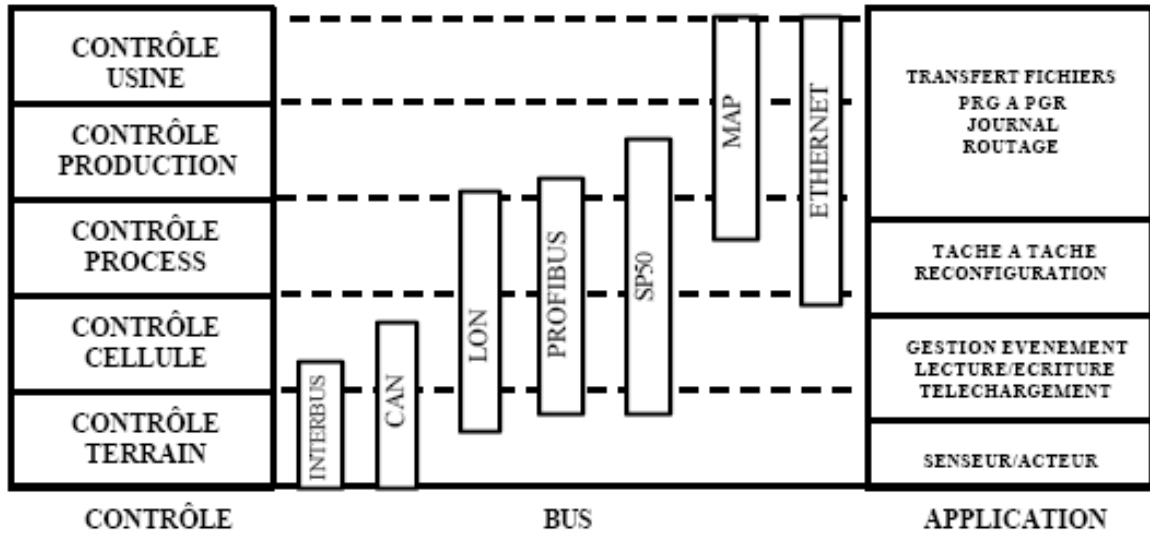 CONTRÔLE
USINE
CONTRÔLE
PRODUCTION
CONTRÔLE
PROCESS
CONTRÔLE
CELLULE
CONTRÔLE
TERRAIN
INTERBUS
CAN
LON
PROFIBUS
SP50
MAP
ETHERNET
TRANSFERT FICHIERS
PRG A PGR
JOURNAL
ROUTAGE
TACHE A TACHE
RECONFIGURATION
GESTION EVENEMENT
LECTURE/ECRITURE
TELECHARGEMENT
SENSEUR/ACTEUR
CONTRÔLE
BUS
APPLICATION